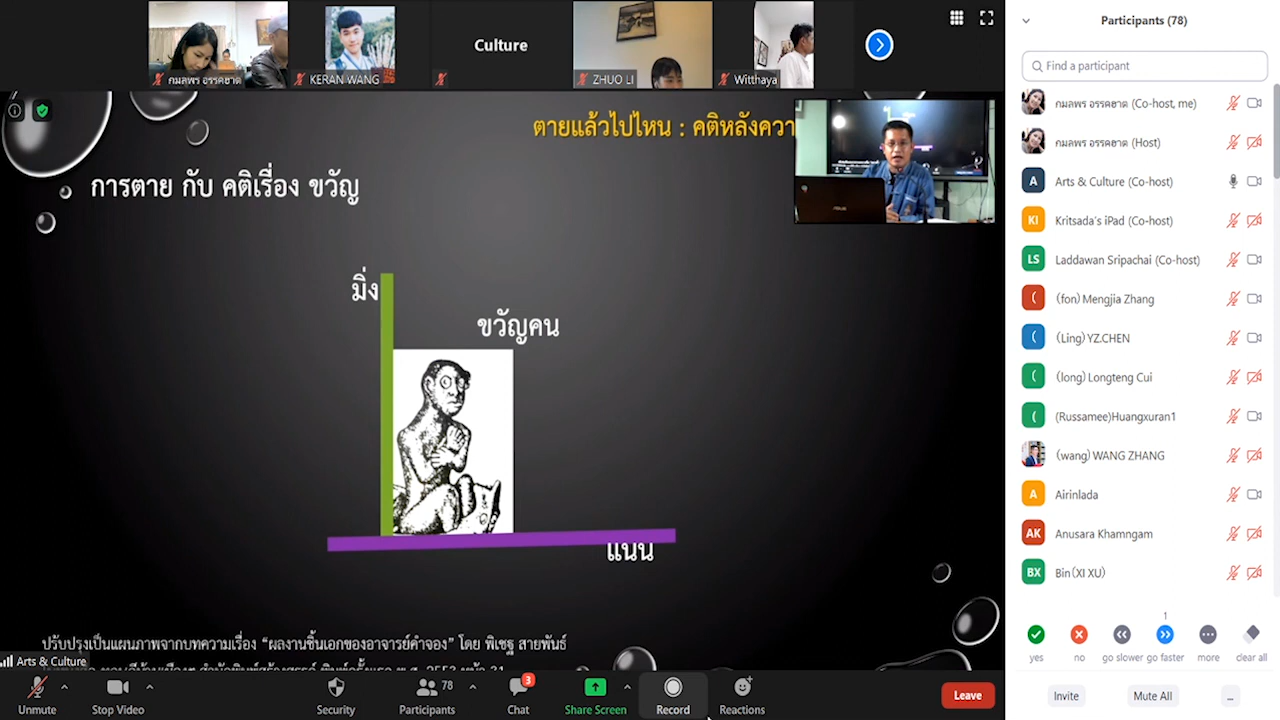 กมลพร อรรคฮาด
KERAN WANG
Culture
ZHUO LI
Witthaya
ตายแล้วไปไหน : คติหลังควา
การตาย กับ คติเรื่อง ขวัญ
มิ่ง
ขวัญคน
แนน
ปรับปรุงเป็นแผนภาพจากบทความเรื่อง “ผลงานชิ้นเอกของอาจารย์คำจอง” โดย พิเชฐ สายพันธ์
Arts & Culture
Unmute
Stop Video
Security
Participants
78
Chat
3
Share Screen
Record
Reactions
Leave
Participants (78)
Find a participant
กมลพร อรรคฮาด (Co-host, me)
กมลพร อรรคฮาด (Host)
A Arts & Culture (Co-host)
KI Kritsada's iPad (Co-host)
LS Laddawan Sripachai (Co-host)
( (fon) Mengjia Zhang
( (Ling) YZ.CHEN
( (long) Longteng Cui
( (Russamee)Huangxuran1
(wang) WANG ZHANG
A Airinlada
AK Anusara Khamngam
BX Bin(XI XU)
1
yes
no
go slower
go faster
more
clear all
Invite
Mute All
...